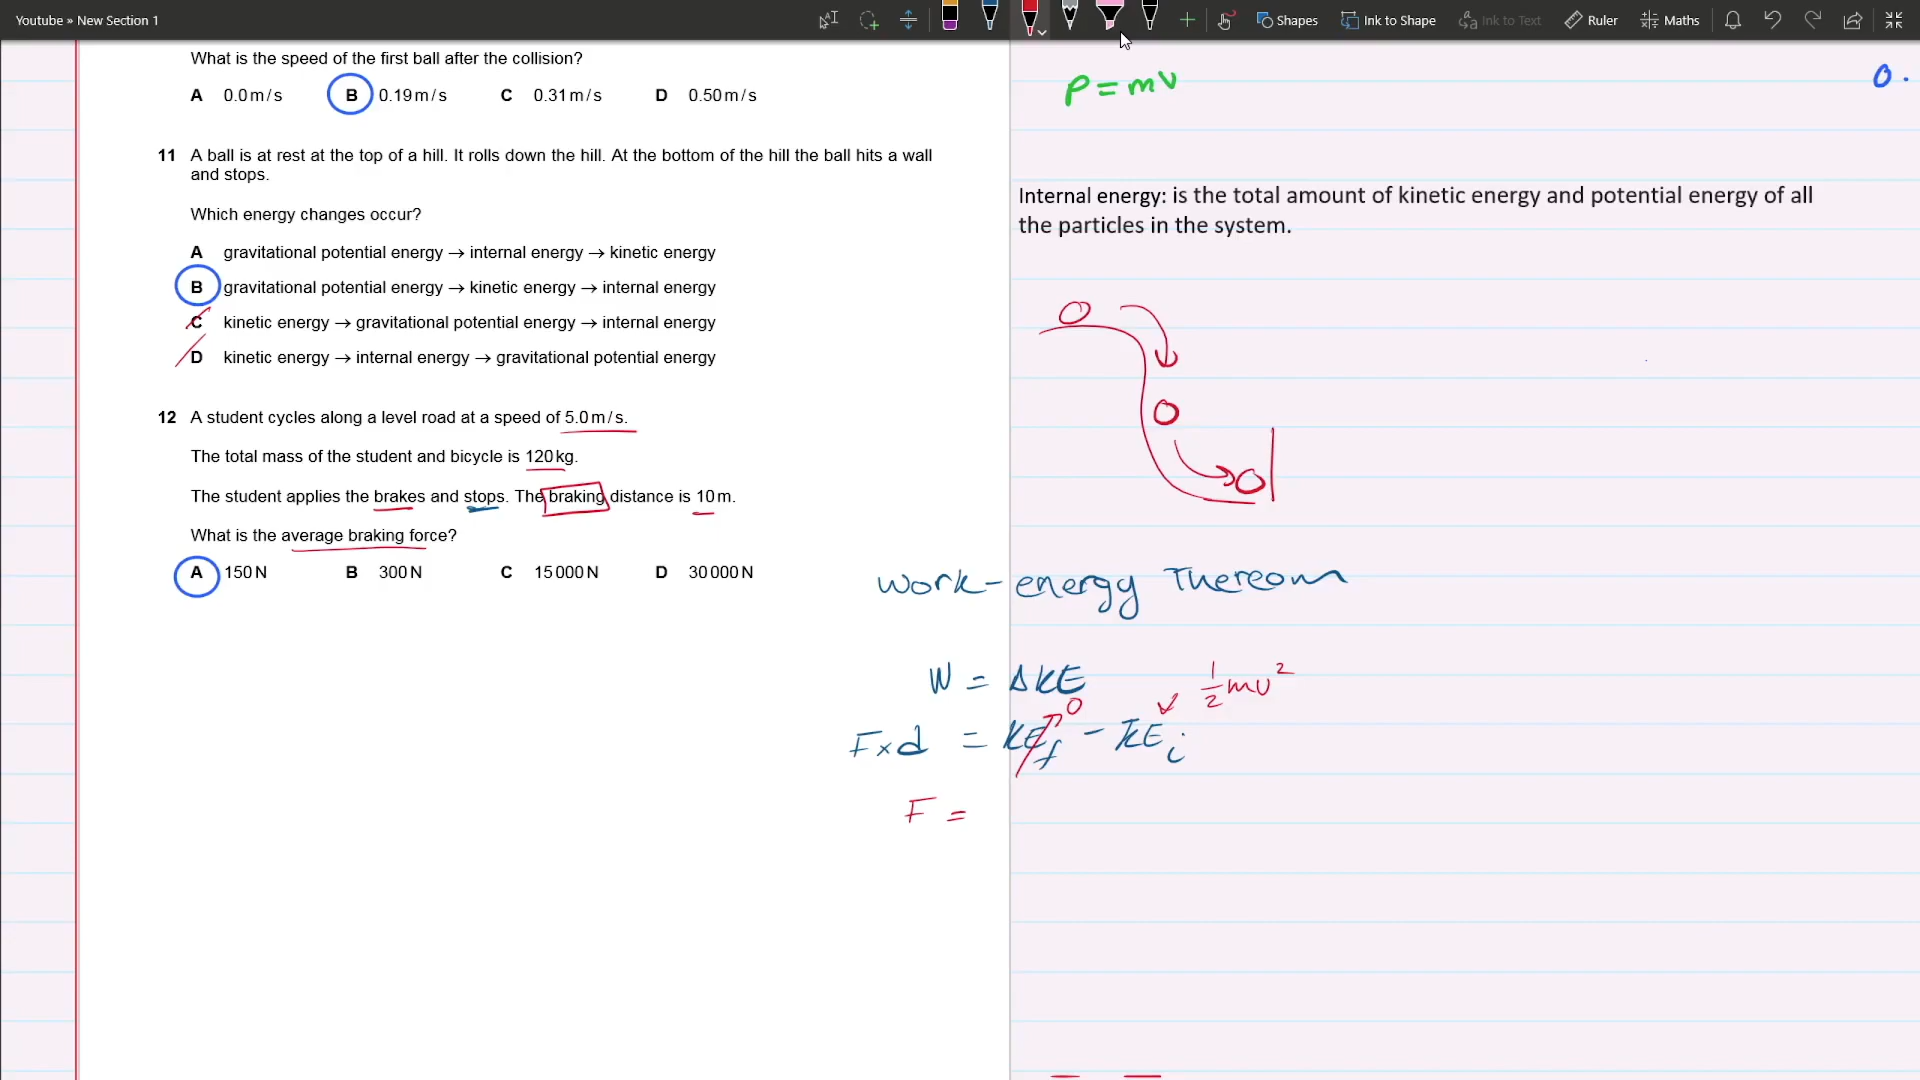 Youtube » New Section 1
Shapes
Ink to Shape
Ink to Text
Ruler
Maths
What is the speed of the first ball after the collision?
A 0.0 m/s B 0.19 m/s C 0.31 m/s D 0.50 m/s
P = mv
0.
11 A ball is at rest at the top of a hill. It rolls down the hill. At the bottom of the hill the ball hits a wall
and stops.
Which energy changes occur?
A gravitational potential energy → internal energy → kinetic energy
B gravitational potential energy → kinetic energy → internal energy
C kinetic energy → gravitational potential energy → internal energy
D kinetic energy → internal energy → gravitational potential energy
Internal energy: is the total amount of kinetic energy and potential energy of all
the particles in the system.
12 A student cycles along a level road at a speed of 5.0 m/s.
The total mass of the student and bicycle is 120 kg.
The student applies the brakes and stops. The braking distance is 10 m.
What is the average braking force?
A 150 N B 300 N C 15 000 N D 30 000 N
work-energy Thereom
W = ΔKE
1/2 mv²
0
F×d = KEf - KEi
F =